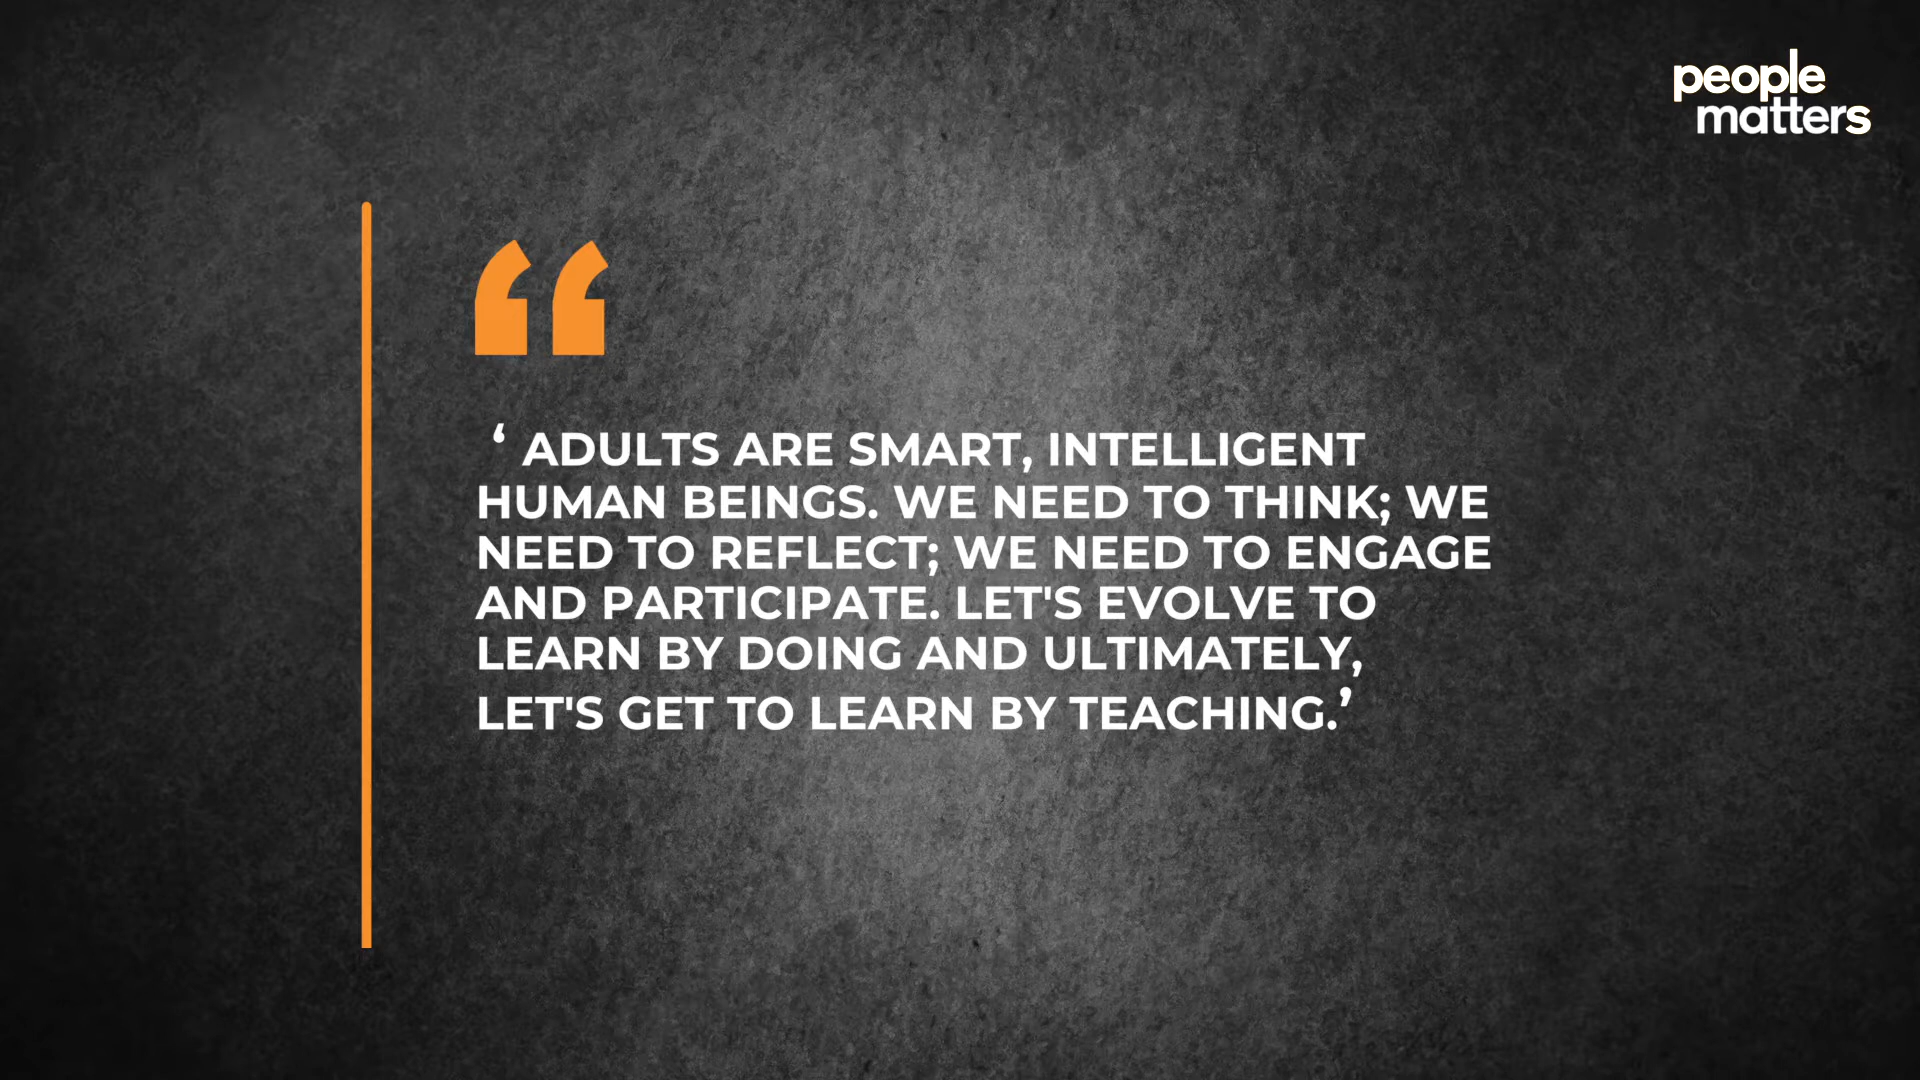 people
matters
“
‘ ADULTS ARE SMART, INTELLIGENT
HUMAN BEINGS. WE NEED TO THINK; WE
NEED TO REFLECT; WE NEED TO ENGAGE
AND PARTICIPATE. LET'S EVOLVE TO
LEARN BY DOING AND ULTIMATELY,
LET'S GET TO LEARN BY TEACHING.’